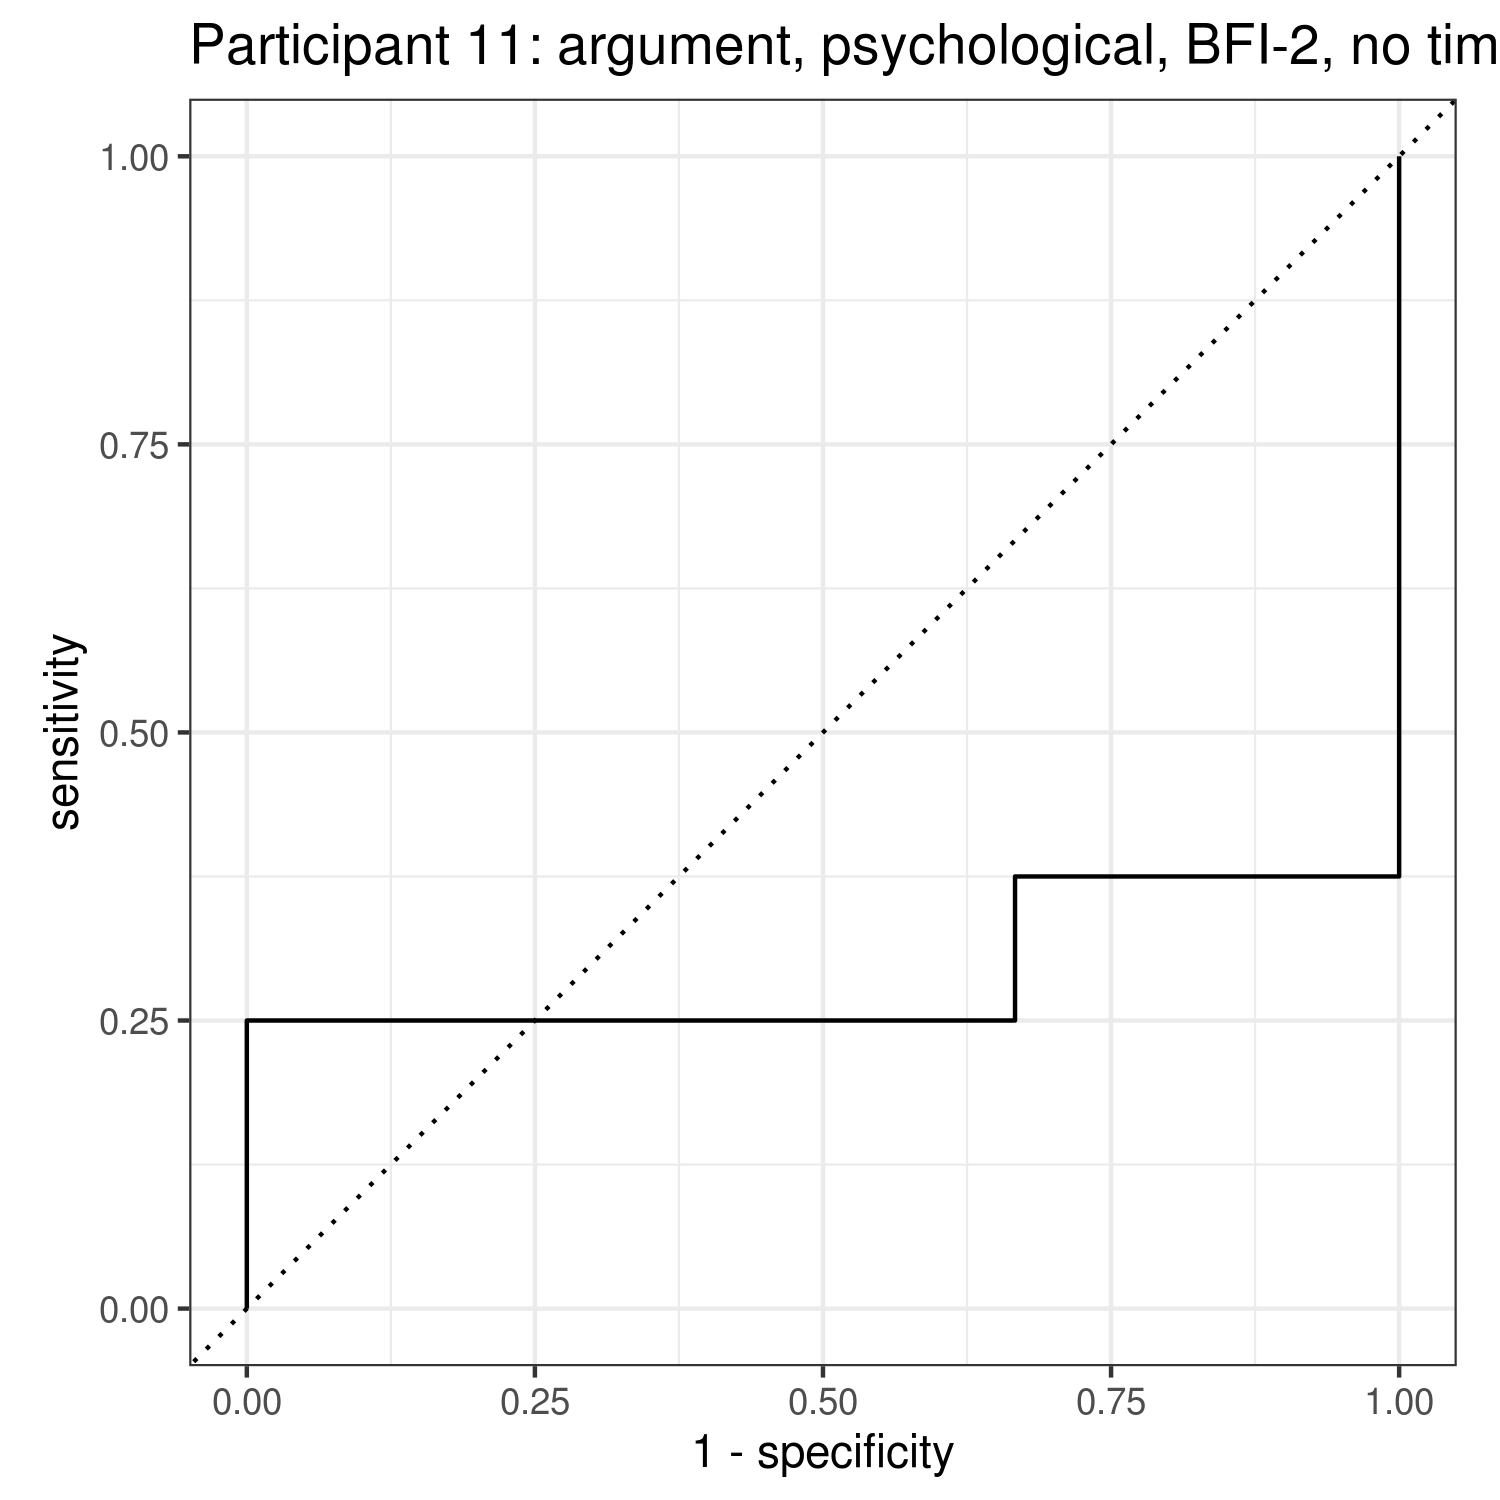 Participant 11: argument, psychological, BFI-2, no tim
1.00
0.75
0.50
0.25
0.00
sensitivity
0.00 0.25 0.50 0.75 1.00
1 - specificity